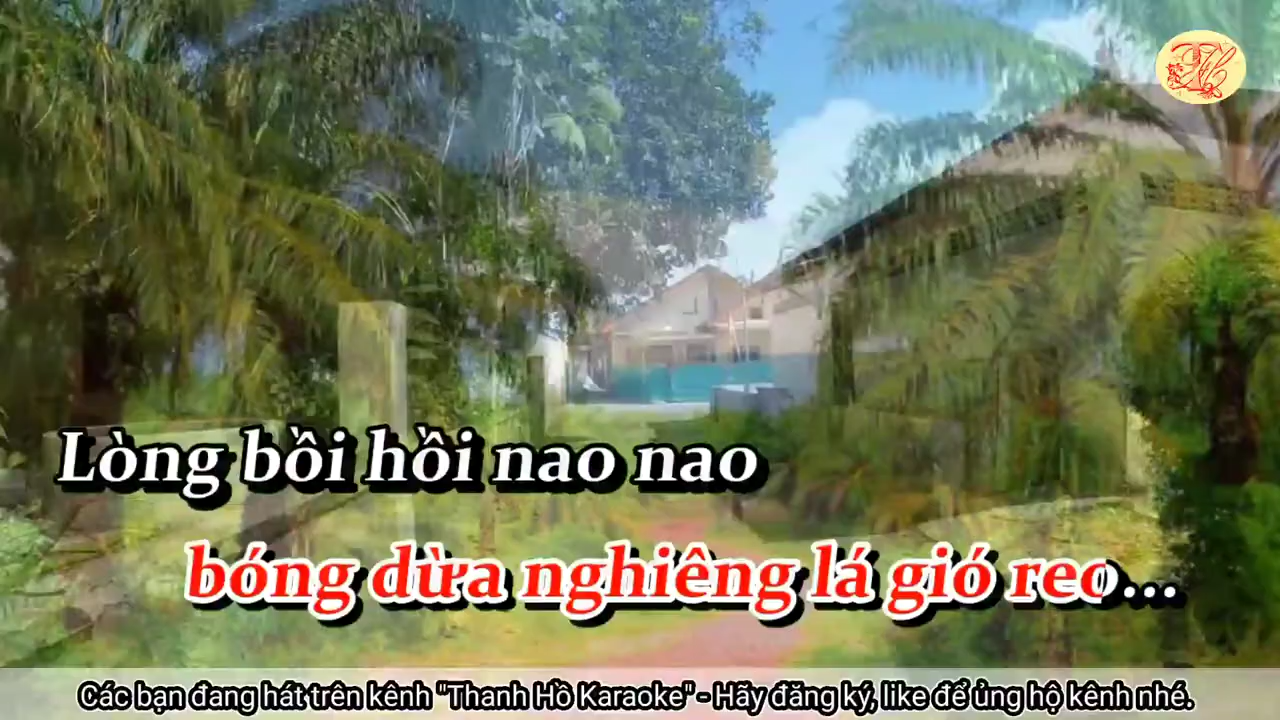 Lòng bồi hồi nao nao
bóng dừa nghiêng lá gió reo...
Các bạn đang hát trên kênh "Thanh Hồ Karaoke" - Hãy đăng ký, like để ủng hộ kênh nhé.